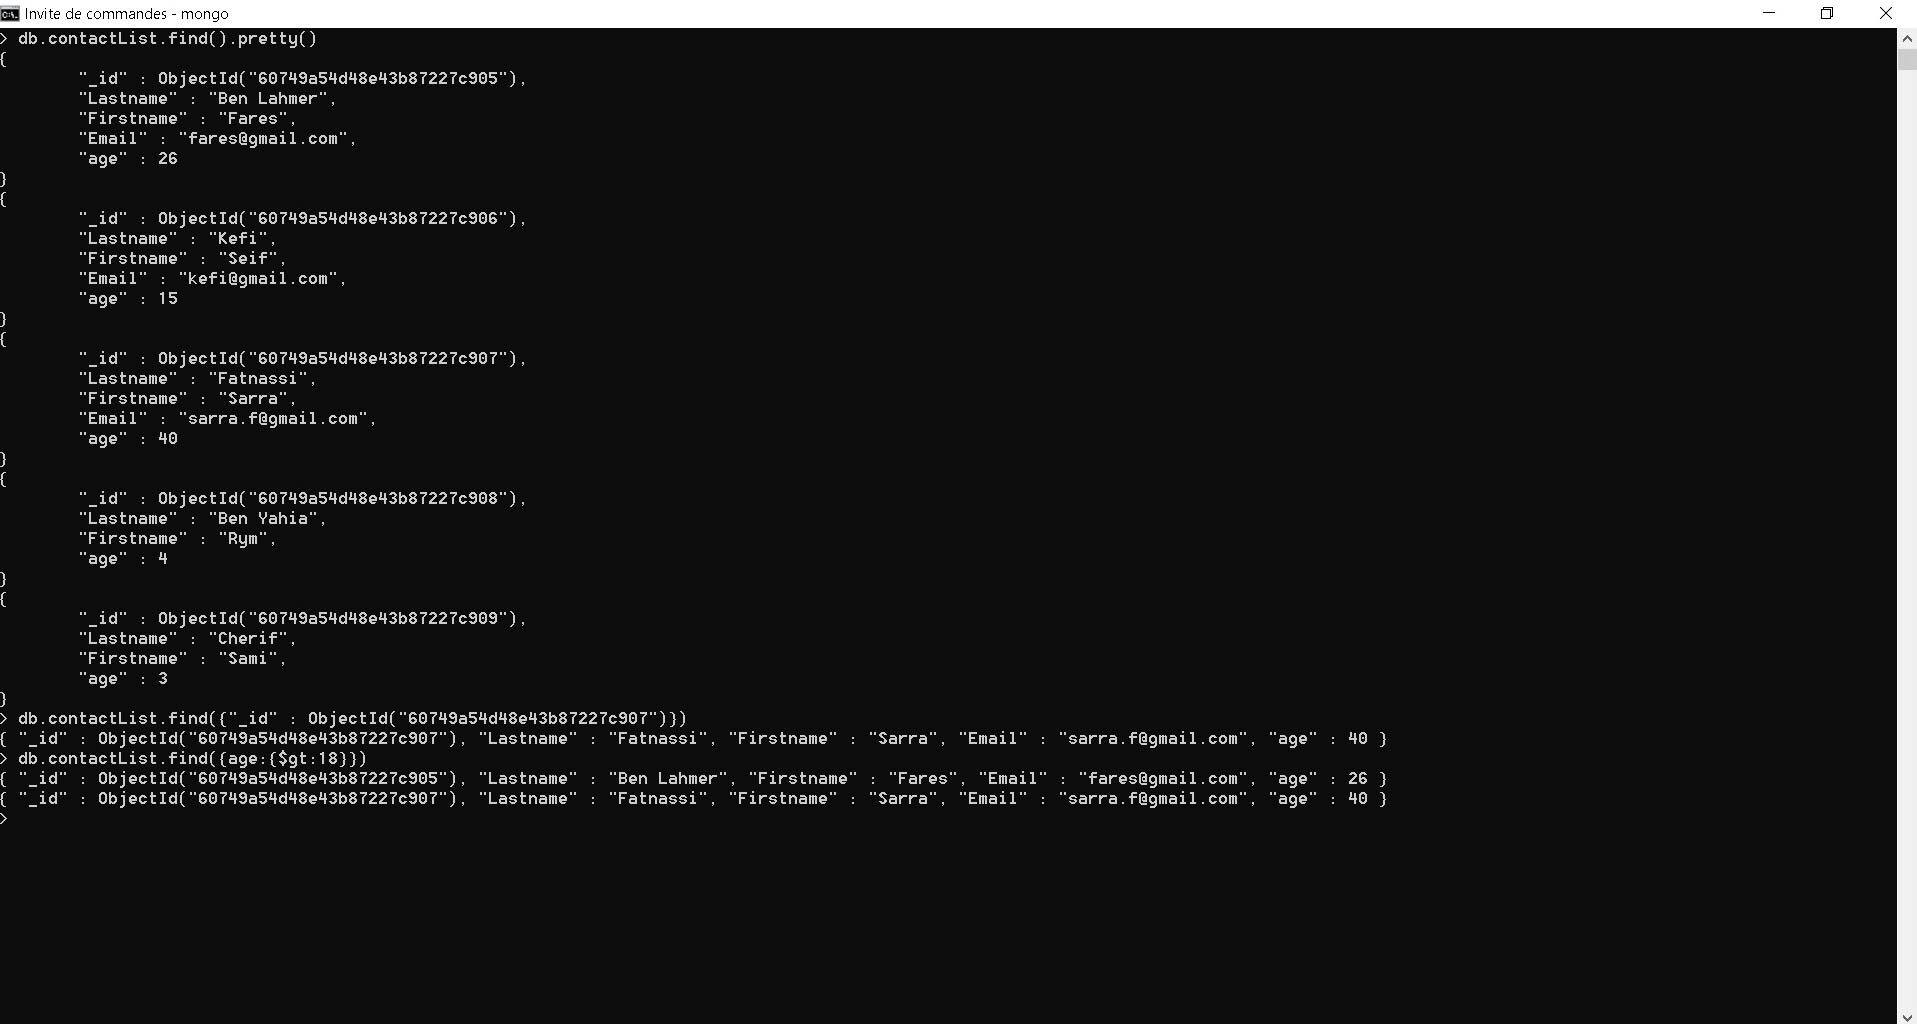 Invite de commandes - mongo
> db.contactList.find().pretty()
{
        "_id" : ObjectId("60749a54d48e43b87227c905"),
        "Lastname" : "Ben Lahmer",
        "Firstname" : "Fares",
        "Email" : "fares@gmail.com",
        "age" : 26
}
{
        "_id" : ObjectId("60749a54d48e43b87227c906"),
        "Lastname" : "Kefi",
        "Firstname" : "Seif",
        "Email" : "kefi@gmail.com",
        "age" : 15
}
{
        "_id" : ObjectId("60749a54d48e43b87227c907"),
        "Lastname" : "Fatnassi",
        "Firstname" : "Sarra",
        "Email" : "sarra.f@gmail.com",
        "age" : 40
}
{
        "_id" : ObjectId("60749a54d48e43b87227c908"),
        "Lastname" : "Ben Yahia",
        "Firstname" : "Rym",
        "age" : 4
}
{
        "_id" : ObjectId("60749a54d48e43b87227c909"),
        "Lastname" : "Cherif",
        "Firstname" : "Sami",
        "age" : 3
}
> db.contactList.find({"_id" : ObjectId("60749a54d48e43b87227c907")})
{ "_id" : ObjectId("60749a54d48e43b87227c907"), "Lastname" : "Fatnassi", "Firstname" : "Sarra", "Email" : "sarra.f@gmail.com", "age" : 40 }
> db.contactList.find({age:{$gt:18}})
{ "_id" : ObjectId("60749a54d48e43b87227c905"), "Lastname" : "Ben Lahmer", "Firstname" : "Fares", "Email" : "fares@gmail.com", "age" : 26 }
{ "_id" : ObjectId("60749a54d48e43b87227c907"), "Lastname" : "Fatnassi", "Firstname" : "Sarra", "Email" : "sarra.f@gmail.com", "age" : 40 }
>